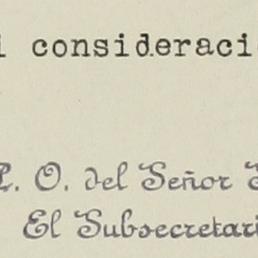 consideraci
O. del Señor
El Subsecretari